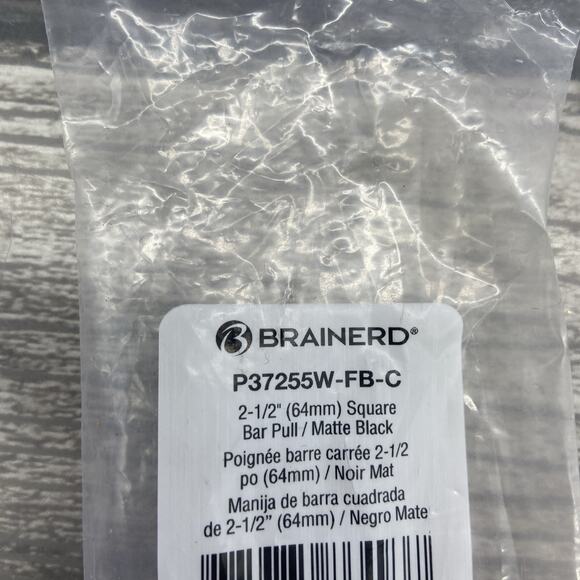 BRAINERD®
P37255W-FB-C
2-1/2" (64mm) Square
Bar Pull / Matte Black
Poignée barre carrée 2-1/2
po (64mm) / Noir Mat
Manija de barra cuadrada
de 2-1/2” (64mm) / Negro Mate